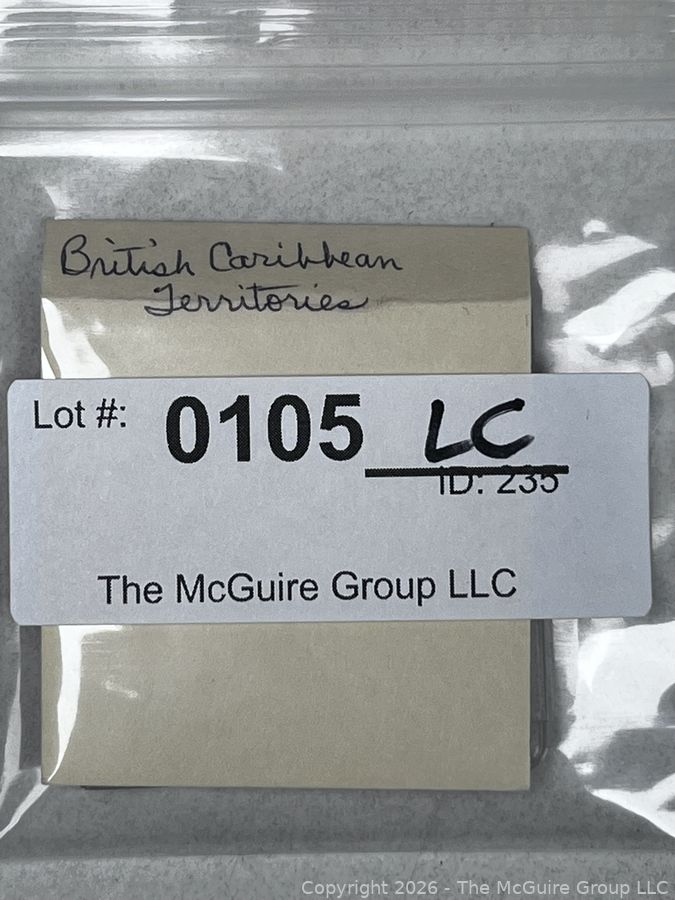 British Caribbean
Territories
Lot #: 0105 LC
ID: 235
The McGuire Group LLC
Copyright 2026 - The McGuire Group LLC